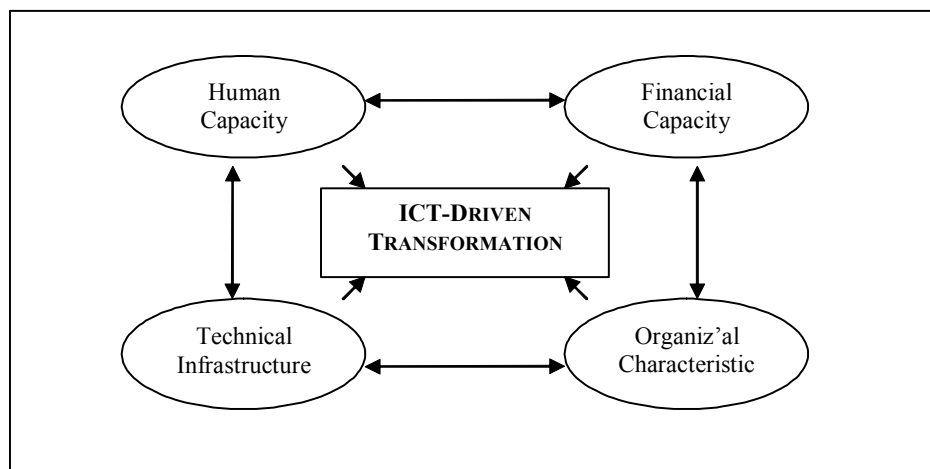 Human
Capacity
Financial
Capacity
ICT-DRIVEN
TRANSFORMATION
Technical
Infrastructure
Organiz’al
Characteristic